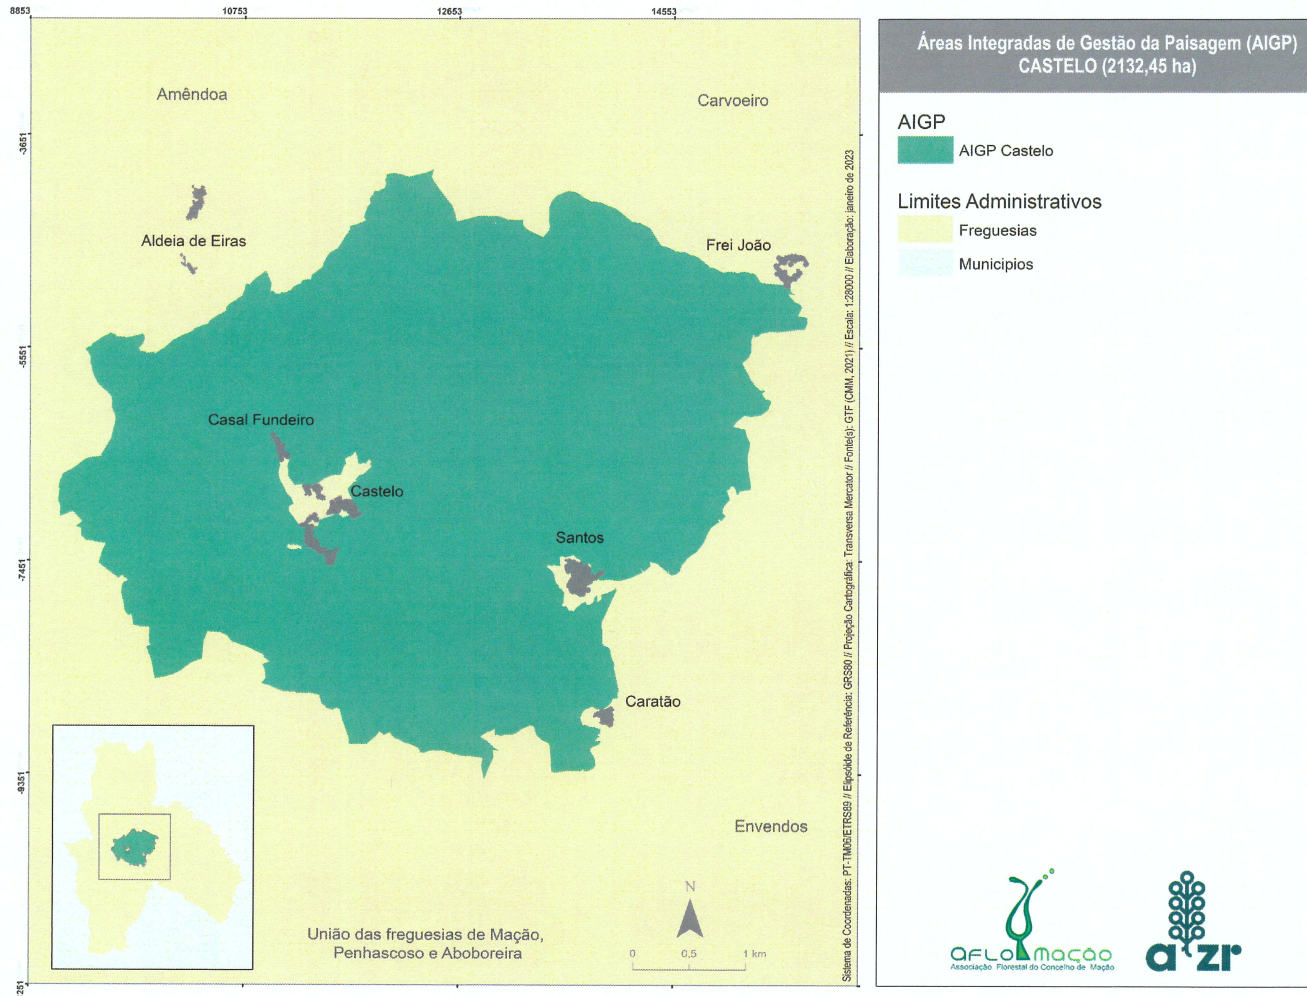 8853
10753
12653
14553
-3651
-5551
-7451
-9351
251
Amêndoa
Carvoeiro
Aldeia de Eiras
Frei João
Casal Fundeiro
Castelo
Santos
Caratão
Envendos
União das freguesias de Mação,
Penhascoso e Aboboreira
N
0 0,5 1 km
Sistema de Coordenadas: PT-TM06/ETRS89 // Elipsóide de Referência: GRS80 // Projeção Cartográfica: Transversa Mercator // Fonte(s): GTF (CMM, 2021) // Escala: 1:28000 // Elaboração: janeiro de 2023
Áreas Integradas de Gestão da Paisagem (AIGP)
CASTELO (2132,45 ha)
AIGP
AIGP Castelo
Limites Administrativos
Freguesias
Municipios
aflomação
Associação Florestal do Concelho de Mação
aZR